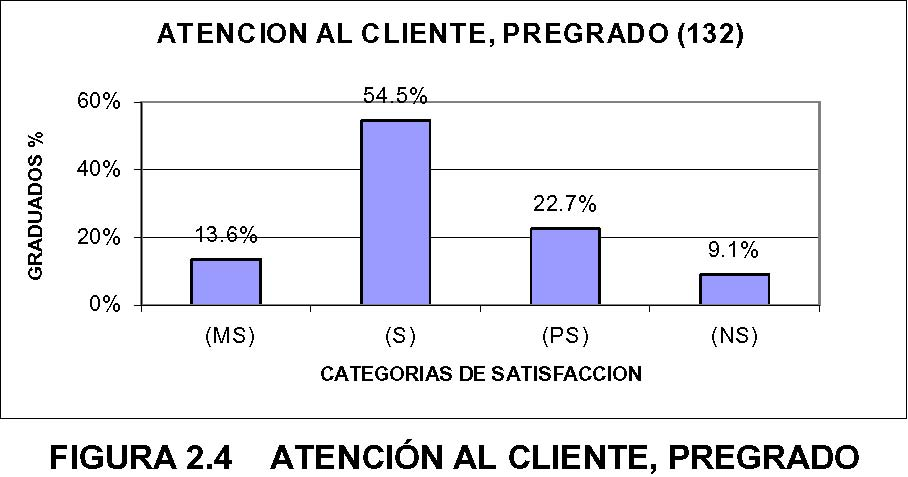 ATENCION AL CLIENTE, PREGRADO (132)
60%
40%
20%
0%
GRADUADOS %
13.6%
54.5%
22.7%
9.1%
(MS)
(S)
(PS)
(NS)
CATEGORIAS DE SATISFACCION
FIGURA 2.4 ATENCIÓN AL CLIENTE, PREGRADO